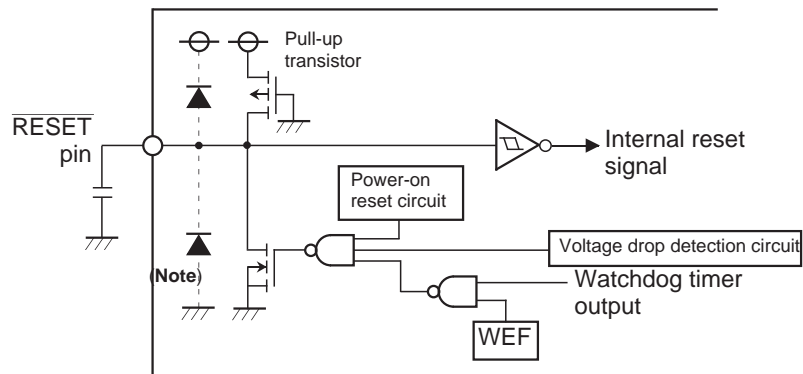 Pull-up
transistor
RESET
pin
Internal reset
signal
Power-on
reset circuit
Voltage drop detection circuit
(Note)
Watchdog timer
output
WEF